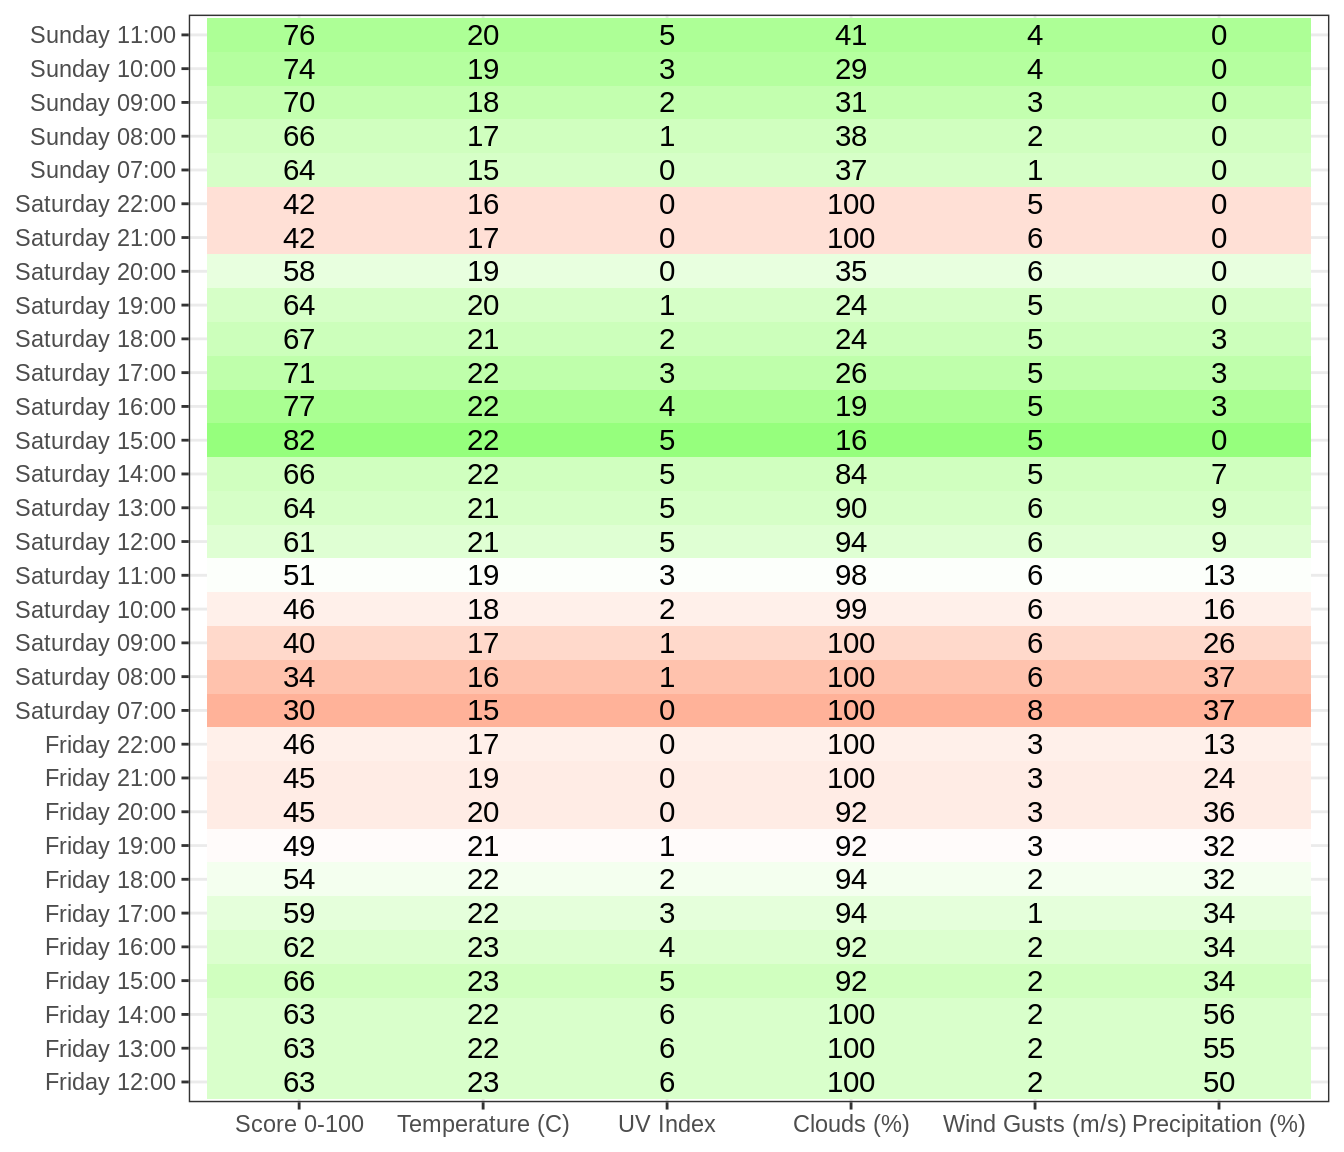 Sunday 11:00 76 20 5 41 4 0
Sunday 10:00 74 19 3 29 4 0
Sunday 09:00 70 18 2 31 3 0
Sunday 08:00 66 17 1 38 2 0
Sunday 07:00 64 15 0 37 1 0
Saturday 22:00 42 16 0 100 5 0
Saturday 21:00 42 17 0 100 6 0
Saturday 20:00 58 19 0 35 6 0
Saturday 19:00 64 20 1 24 5 0
Saturday 18:00 67 21 2 24 5 3
Saturday 17:00 71 22 3 26 5 3
Saturday 16:00 77 22 4 19 5 3
Saturday 15:00 82 22 5 16 5 0
Saturday 14:00 66 22 5 84 5 7
Saturday 13:00 64 21 5 90 6 9
Saturday 12:00 61 21 5 94 6 9
Saturday 11:00 51 19 3 98 6 13
Saturday 10:00 46 18 2 99 6 16
Saturday 09:00 40 17 1 100 6 26
Saturday 08:00 34 16 1 100 6 37
Saturday 07:00 30 15 0 100 8 37
Friday 22:00 46 17 0 100 3 13
Friday 21:00 45 19 0 100 3 24
Friday 20:00 45 20 0 92 3 36
Friday 19:00 49 21 1 92 3 32
Friday 18:00 54 22 2 94 2 32
Friday 17:00 59 22 3 94 1 34
Friday 16:00 62 23 4 92 2 34
Friday 15:00 66 23 5 92 2 34
Friday 14:00 63 22 6 100 2 56
Friday 13:00 63 22 6 100 2 55
Friday 12:00 63 23 6 100 2 50
Score 0-100 Temperature (C) UV Index Clouds (%) Wind Gusts (m/s) Precipitation (%)